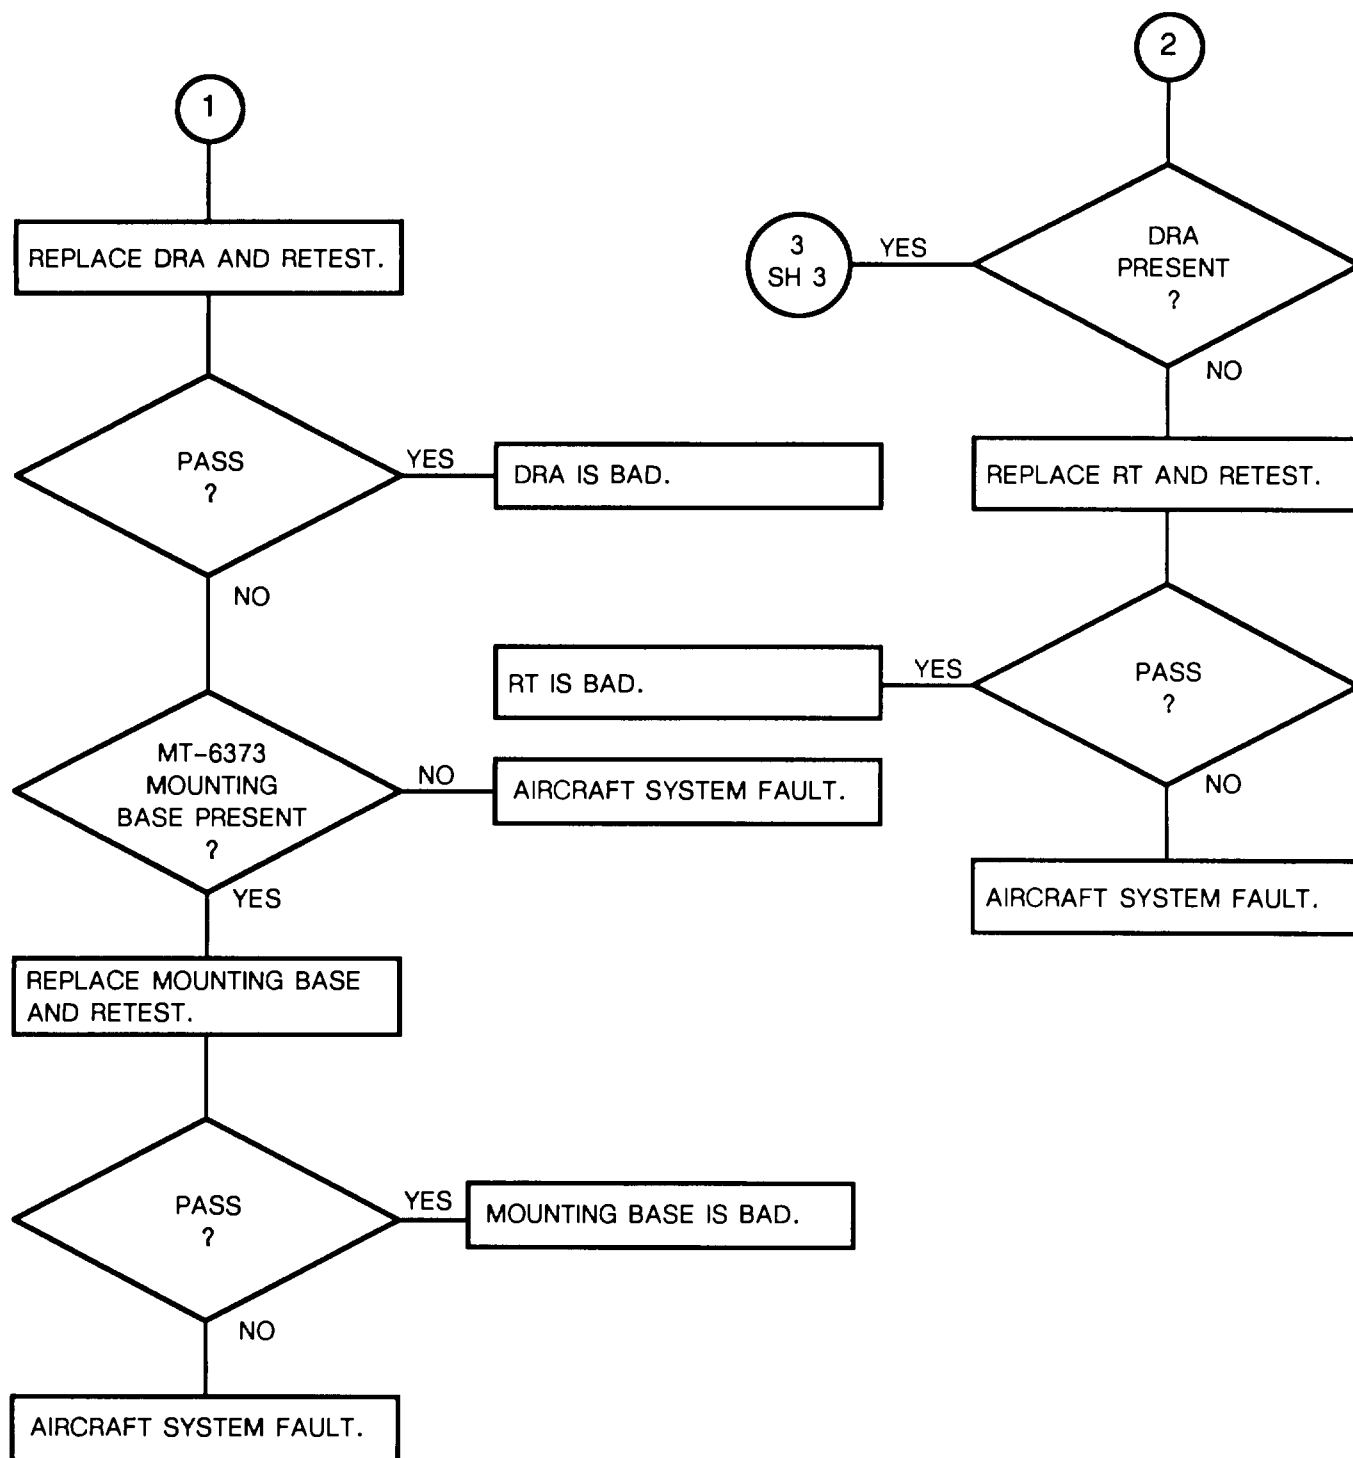 1
REPLACE DRA AND RETEST.
PASS
?
YES
DRA IS BAD.
NO
MT-6373
MOUNTING
BASE PRESENT
?
NO
AIRCRAFT SYSTEM FAULT.
YES
REPLACE MOUNTING BASE
AND RETEST.
PASS
?
YES
MOUNTING BASE IS BAD.
NO
AIRCRAFT SYSTEM FAULT.
2
DRA
PRESENT
?
YES
3
SH 3
NO
REPLACE RT AND RETEST.
PASS
?
YES
RT IS BAD.
NO
AIRCRAFT SYSTEM FAULT.